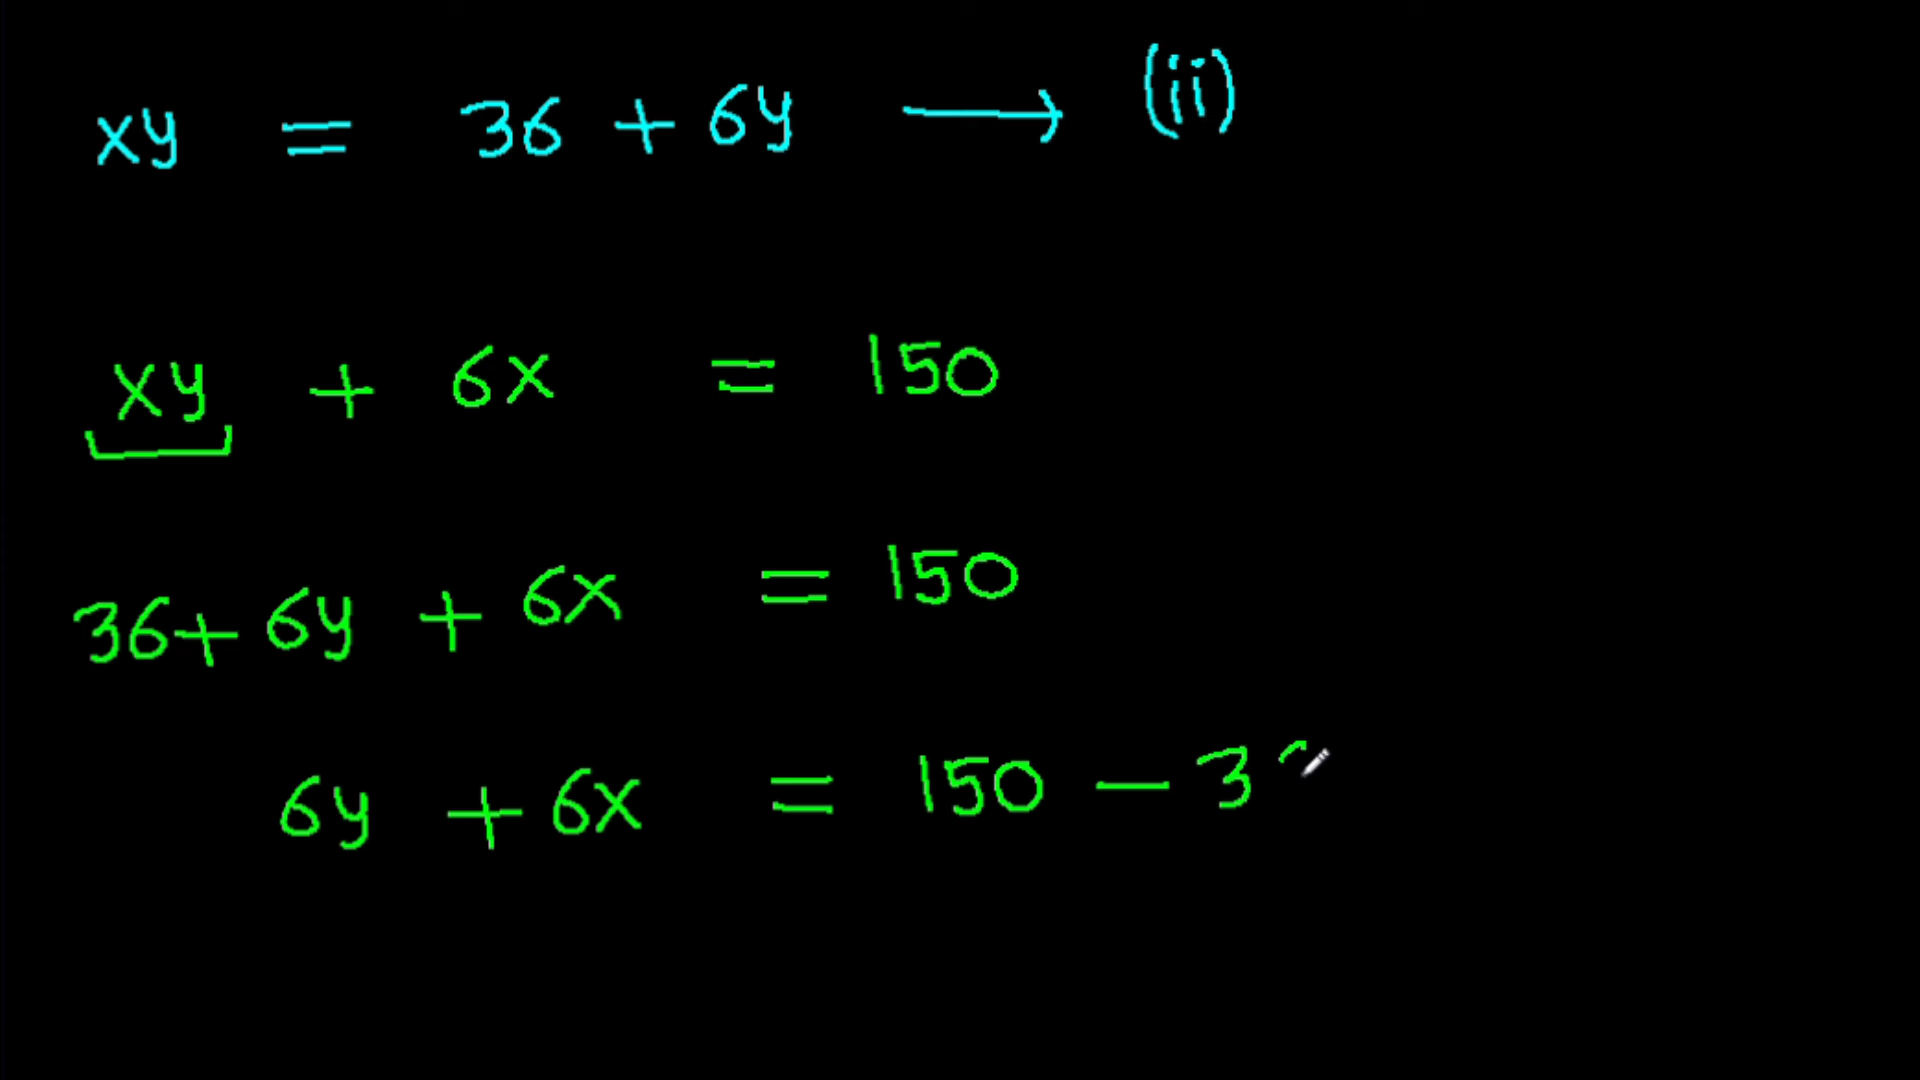 xy = 36 + 6y → (ii)
xy + 6x = 150
36 + 6y + 6x = 150
6y + 6x = 150 - 3